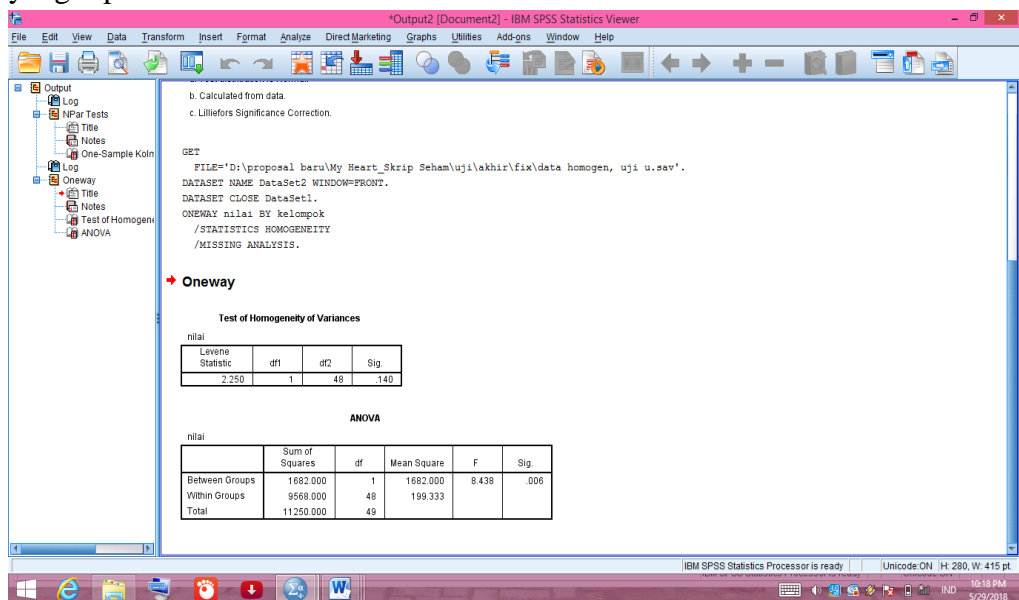 *Output2 [Document2] - IBM SPSS Statistics Viewer
File Edit View Data Transform Insert Format Analyze Direct Marketing Graphs Utilities Add-ons Window Help
Output
Log
NPar Tests
Title
Notes
One-Sample Kolm
Log
Oneway
Title
Notes
Test of Homogene
ANOVA
b. Calculated from data.
c. Lilliefors Significance Correction.
GET
FILE='D:\proposal baru\My Heart_Skrip Seham\uji\akhir\fix\data homogen, uji u.sav'.
DATASET NAME DataSet2 WINDOW=FRONT.
DATASET CLOSE DataSet1.
ONEWAY nilai BY kelompok
/STATISTICS HOMOGENEITY
/MISSING ANALYSIS.
Oneway
Test of Homogeneity of Variances
nilai
Levene Statistic df1 df2 Sig.
2.250 1 48 .140
ANOVA
nilai
Sum of Squares df Mean Square F Sig.
Between Groups 1682.000 1 1682.000 8.438 .006
Within Groups 9568.000 48 199.333
Total 11250.000 49
IBM SPSS Statistics Processor is ready Unicode:ON H: 280, W: 415 pt.
IND
10:18 PM
5/29/2018